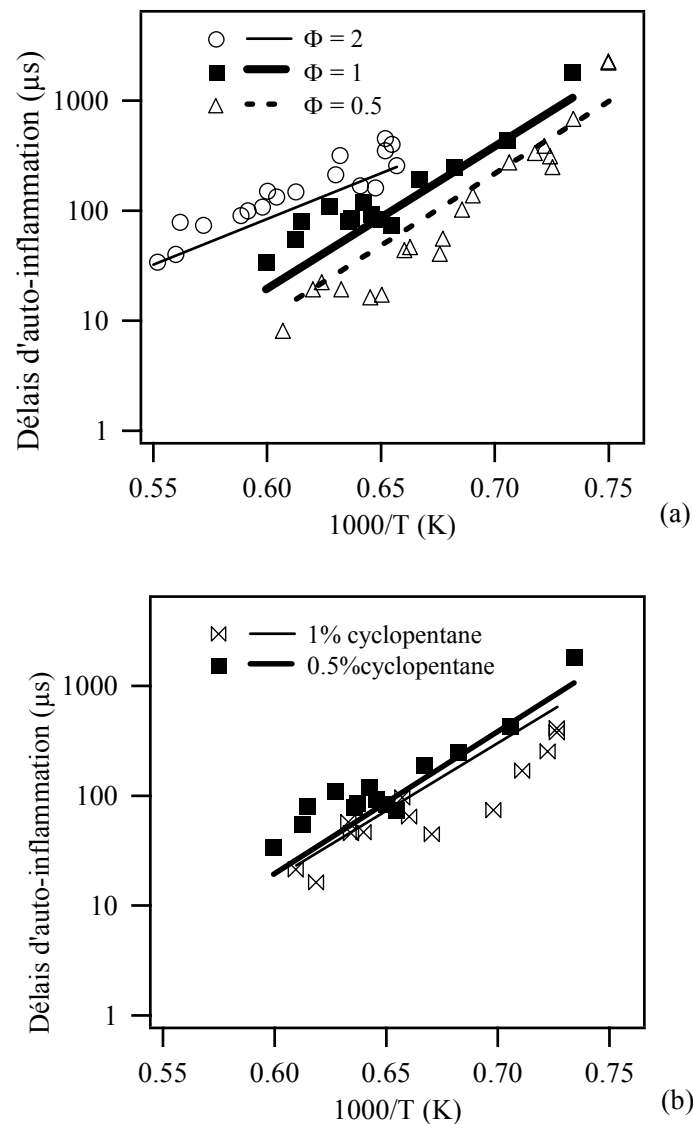 Φ = 2
Φ = 1
Φ = 0.5
Délais d'auto-inflammation (µs)
1000
100
10
1
0.55 0.60 0.65 0.70 0.75
1000/T (K)
(a)
1% cyclopentane
0.5%cyclopentane
Délais d'auto-inflammation (µs)
1000
100
10
1
0.55 0.60 0.65 0.70 0.75
1000/T (K)
(b)